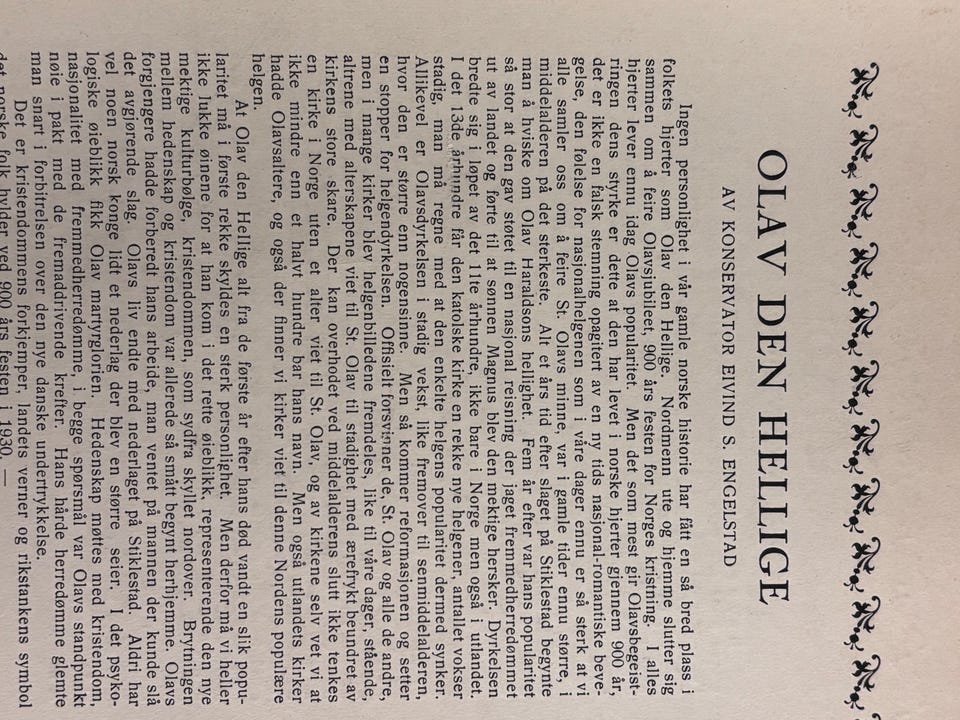 OLAV DEN HELLIGE
AV KONSERVATOR EIVIND S. ENGELSTAD
Ingen personlighet i vår gamle norske historie har fått en så bred plass i
folkets hjerter som Olav den Hellige. Nordmenn ute og hjemme slutter sig
sammen om å feire Olavsjubileet, 900 års festen for Norges kristning. I alles
hjerter lever ennu idag Olavs popularitet. Men det som mest gir Olavsbegeist-
ringen dens styrke er dette at den har levet i norske hjerter gjennem 900 år,
det er ikke en falsk stemning opagitert av en ny tids nasjonal-romantiske beve-
gelse, den følelse for nasjonalhelgenen som i våre dager ennu er så sterk at vi
alle samler oss om å feire St. Olavs minne, var i gamle tider ennu større, i
middelalderen på det sterkeste. Alt et års tid efter slaget på Stiklestad begynte
man å hviske om Olav Haraldsons hellighet. Fem år efter var hans popularitet
så stor at den gav støtet til en nasjonal reisning der jaget fremmedherredømmet
ut av landet og førte til at sønnen Magnus blev den mektige hersker. Dyrkelsen
bredte sig i løpet av det 11te århundre, ikke bare i Norge men også i utlandet.
I det 13de århundre får den katolske kirke en rekke nye helgener, antallet vokser
stadig, man må regne med at den enkelte helgens popularitet dermed synker.
Allikevel er Olavsdyrkelsen i stadig vekst, like fremover til senmiddelalderen,
hvor den er større enn nogensinne. Men så kommer reformasjonen og setter
en stopper for helgendyrkelsen. Offisielt forsvinner de, St. Olav og alle de andre,
men i mange kirker blev helgenbilledene fremdeles, like til våre dager, stående,
altrene med alterskapene viet til St. Olav til stadighet med ærefrykt beundret av
kirkens store skare. Der kan overhodet ved middelalderens slutt ikke tenkes
en kirke i Norge uten et alter viet til St. Olav, og av kirkene selv vet vi at
ikke mindre enn et halvt hundre bar hans navn. Men også utlandets kirker
hadde Olavsaltere, og også der finner vi kirker viet til denne Nordens populære
helgen.
At Olav den Hellige alt fra de første år efter hans død vandt en slik popu-
laritet må i første rekke skyldes en sterk personlighet. Men derfor må vi heller
ikke lukke øinene for at han kom i det rette øieblikk, representerende den nye
mektige kulturbølge, kristendommen, som sydfra skyllet nordover. Brytningen
mellem hedenskap og kristendom var allerede så smått begynt herhjemme. Olavs
forgjengere hadde forberedt hans arbeide, man ventet på mannen der kunde slå
det avgjørende slag. Olavs liv endte med nederlaget på Stiklestad. Aldri har
vel noen norsk konge lidt et nederlag der blev en større seier. I det psyko-
logiske øieblikk fikk Olav martyrglorien. Hedenskap møttes med kristendom,
nasjonalitet med fremmedherredømme, i begge spørsmål var Olavs standpunkt
nøie i pakt med de fremaddrivende krefter. Hans hårde herredømme glemte
man snart i forbitrelsen over den nye danske undertrykkelse.
Det er kristendommens forkjemper, landets verner og rikstankens symbol
det norske folk hylder ved 900 års festen i 1930. —